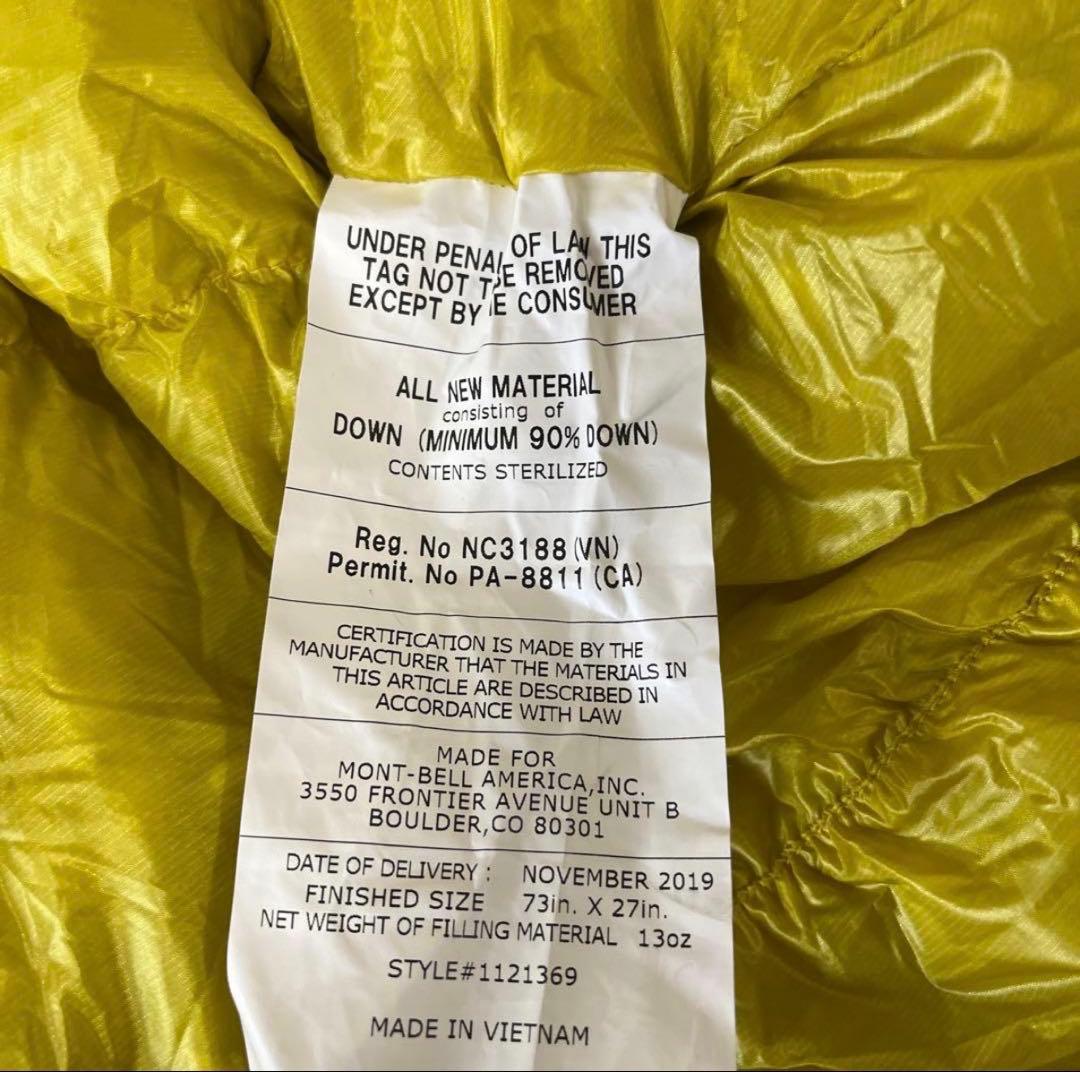 UNDER PENAL OF LAW THIS
TAG NOT T BE REMOVED
EXCEPT BY E CONSUMER
ALL NEW MATERIAL
consisting of
DOWN (MINIMUM 90% DOWN)
CONTENTS STERILIZED
Reg. No NC3188 (VN)
Permit. No PA-8811 (CA)
CERTIFICATION IS MADE BY THE
MANUFACTURER THAT THE MATERIALS IN
THIS ARTICLE ARE DESCRIBED IN
ACCORDANCE WITH LAW
MADE FOR
MONT-BELL AMERICA,INC.
3550 FRONTIER AVENUE UNIT B
BOULDER,CO 80301
DATE OF DELIVERY : NOVEMBER 2019
FINISHED SIZE 73in. X 27in.
NET WEIGHT OF FILLING MATERIAL 13oz
STYLE#1121369
MADE IN VIETNAM